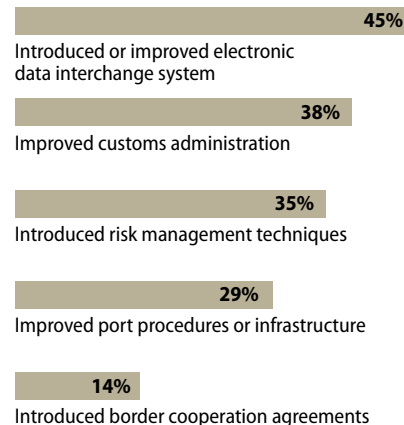 45%
Introduced or improved electronic
data interchange system
38%
Improved customs administration
35%
Introduced risk management techniques
29%
Improved port procedures or infrastructure
14%
Introduced border cooperation agreements